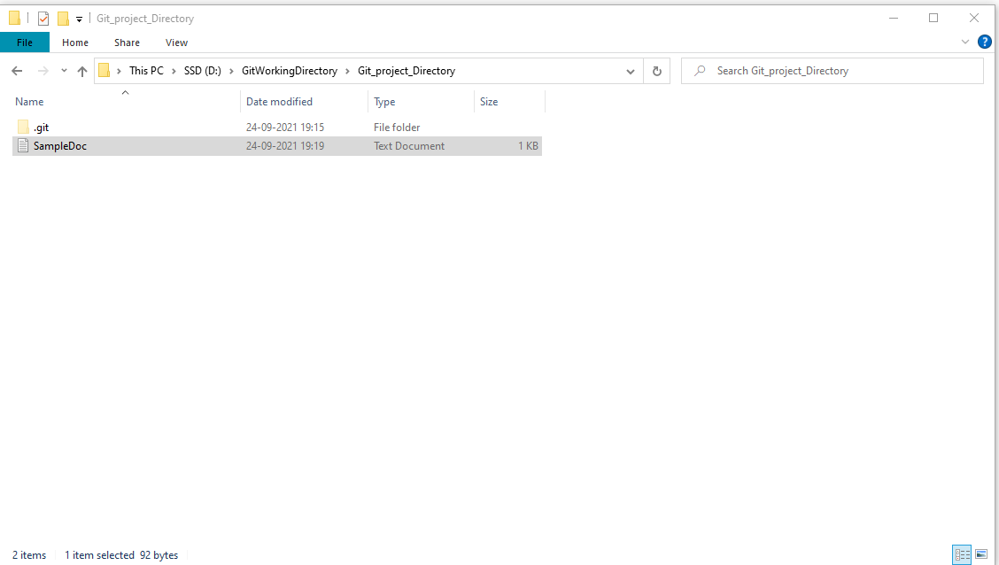 Git_project_Directory
File Home Share View
This PC SSD (D:) GitWorkingDirectory Git_project_Directory Search Git_project_Directory
Name Date modified Type Size
.git 24-09-2021 19:15 File folder
SampleDoc 24-09-2021 19:19 Text Document 1 KB
2 items 1 item selected 92 bytes